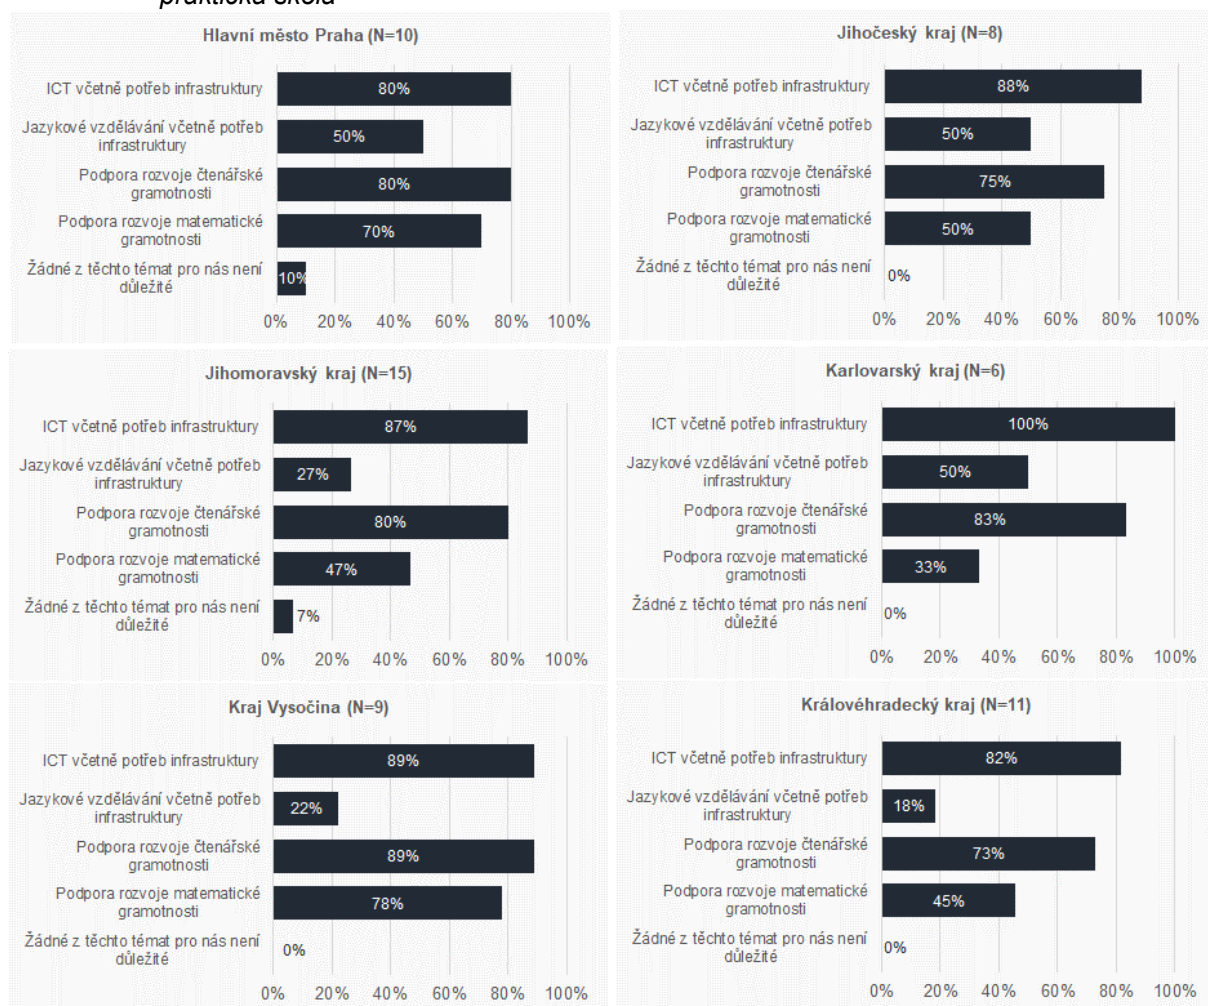 praktická škola
Hlavní město Praha (N=10)
ICT včetně potřeb infrastruktury
80%
Jazykové vzdělávání včetně potřeb
infrastruktury
50%
Podpora rozvoje čtenářské
gramotnosti
80%
Podpora rozvoje matematické
gramotnosti
70%
Žádné z těchto témat pro nás není
důležité
10%
0% 20% 40% 60% 80% 100%
Jihočeský kraj (N=8)
ICT včetně potřeb infrastruktury
88%
Jazykové vzdělávání včetně potřeb
infrastruktury
50%
Podpora rozvoje čtenářské
gramotnosti
75%
Podpora rozvoje matematické
gramotnosti
50%
Žádné z těchto témat pro nás není
důležité
0%
0% 20% 40% 60% 80% 100%
Jihomoravský kraj (N=15)
ICT včetně potřeb infrastruktury
87%
Jazykové vzdělávání včetně potřeb
infrastruktury
27%
Podpora rozvoje čtenářské
gramotnosti
80%
Podpora rozvoje matematické
gramotnosti
47%
Žádné z těchto témat pro nás není
důležité
7%
0% 20% 40% 60% 80% 100%
Karlovarský kraj (N=6)
ICT včetně potřeb infrastruktury
100%
Jazykové vzdělávání včetně potřeb
infrastruktury
50%
Podpora rozvoje čtenářské
gramotnosti
83%
Podpora rozvoje matematické
gramotnosti
33%
Žádné z těchto témat pro nás není
důležité
0%
0% 20% 40% 60% 80% 100%
Kraj Vysočina (N=9)
ICT včetně potřeb infrastruktury
89%
Jazykové vzdělávání včetně potřeb
infrastruktury
22%
Podpora rozvoje čtenářské
gramotnosti
89%
Podpora rozvoje matematické
gramotnosti
78%
Žádné z těchto témat pro nás není
důležité
0%
0% 20% 40% 60% 80% 100%
Královéhradecký kraj (N=11)
ICT včetně potřeb infrastruktury
82%
Jazykové vzdělávání včetně potřeb
infrastruktury
18%
Podpora rozvoje čtenářské
gramotnosti
73%
Podpora rozvoje matematické
gramotnosti
45%
Žádné z těchto témat pro nás není
důležité
0%
0% 20% 40% 60% 80% 100%